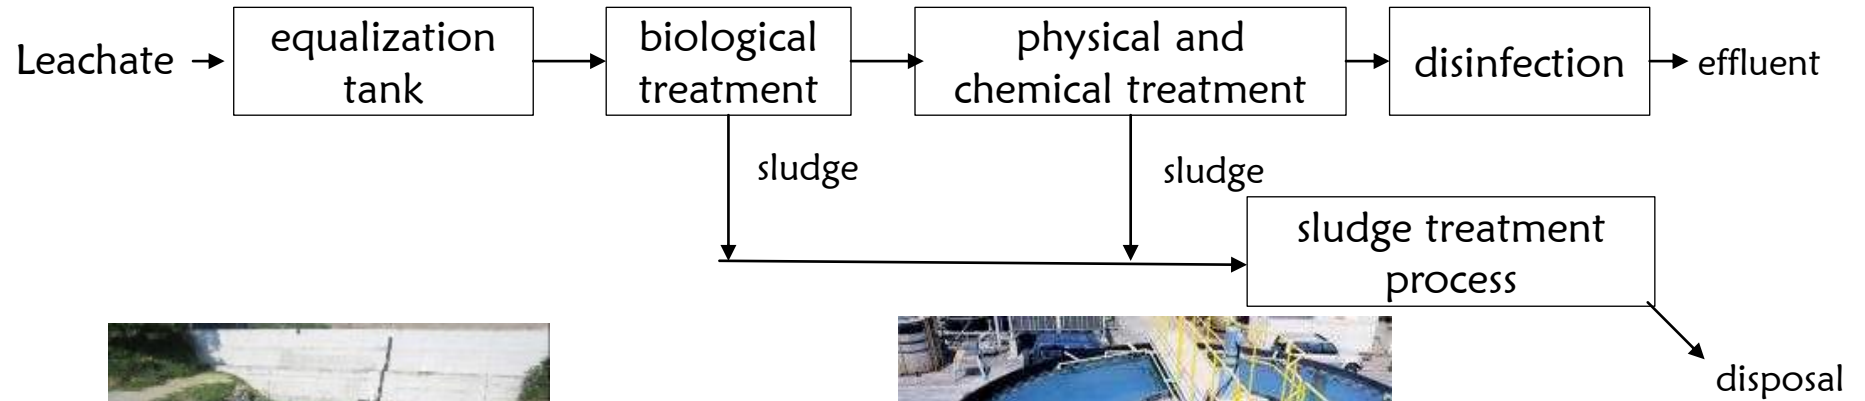 Leachate
equalization
tank
biological
treatment
physical and
chemical treatment
disinfection
effluent
sludge
sludge
sludge treatment
process
disposal